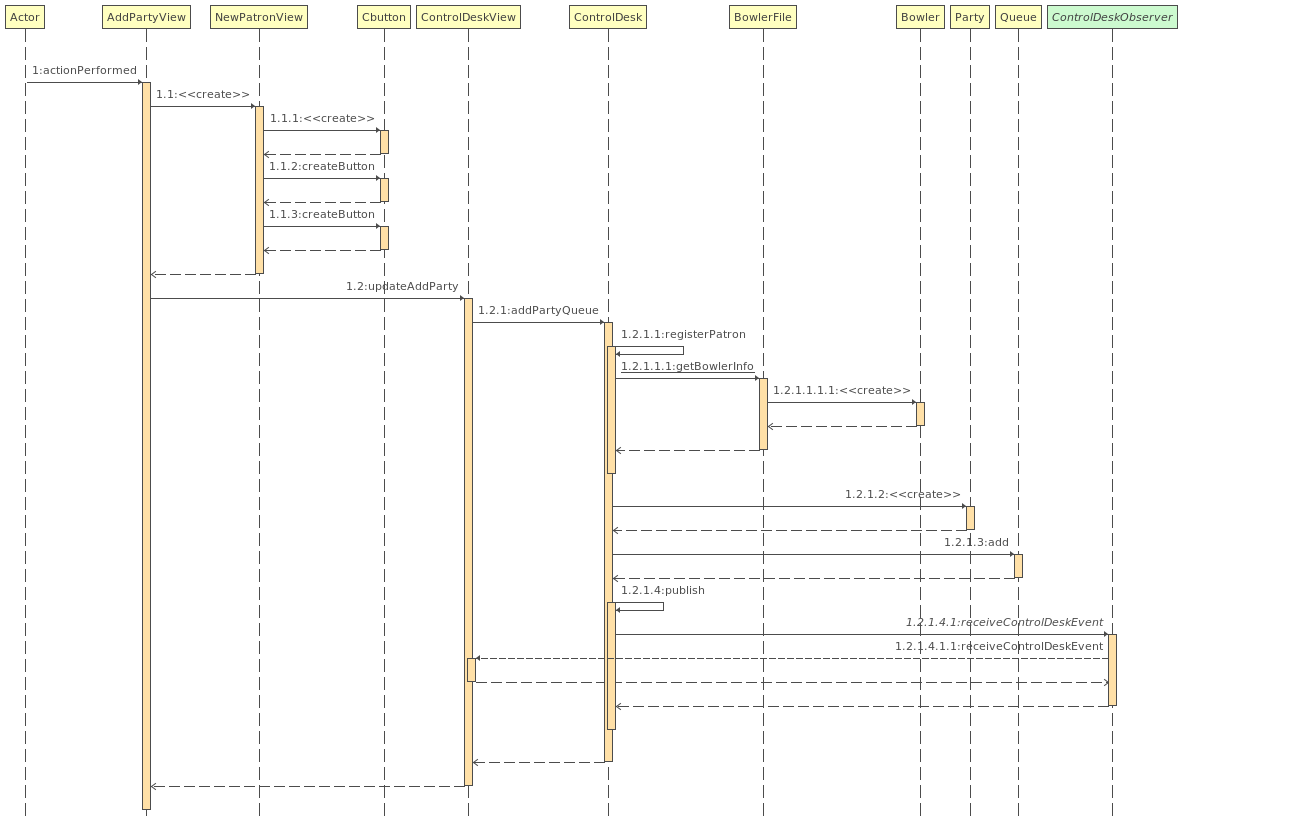 Actor AddPartyView NewPatronView Cbutton ControlDeskView ControlDesk BowlerFile Bowler Party Queue ControlDeskObserver
1:actionPerformed
1.1:<<create>>
1.1.1:<<create>>
1.1.2:createButton
1.1.3:createButton
1.2:updateAddParty
1.2.1:addPartyQueue
1.2.1.1:registerPatron
1.2.1.1.1:getBowlerInfo
1.2.1.1.1.1:<<create>>
1.2.1.2:<<create>>
1.2.1.3:add
1.2.1.4:publish
1.2.1.4.1:receiveControlDeskEvent
1.2.1.4.1.1:receiveControlDeskEvent